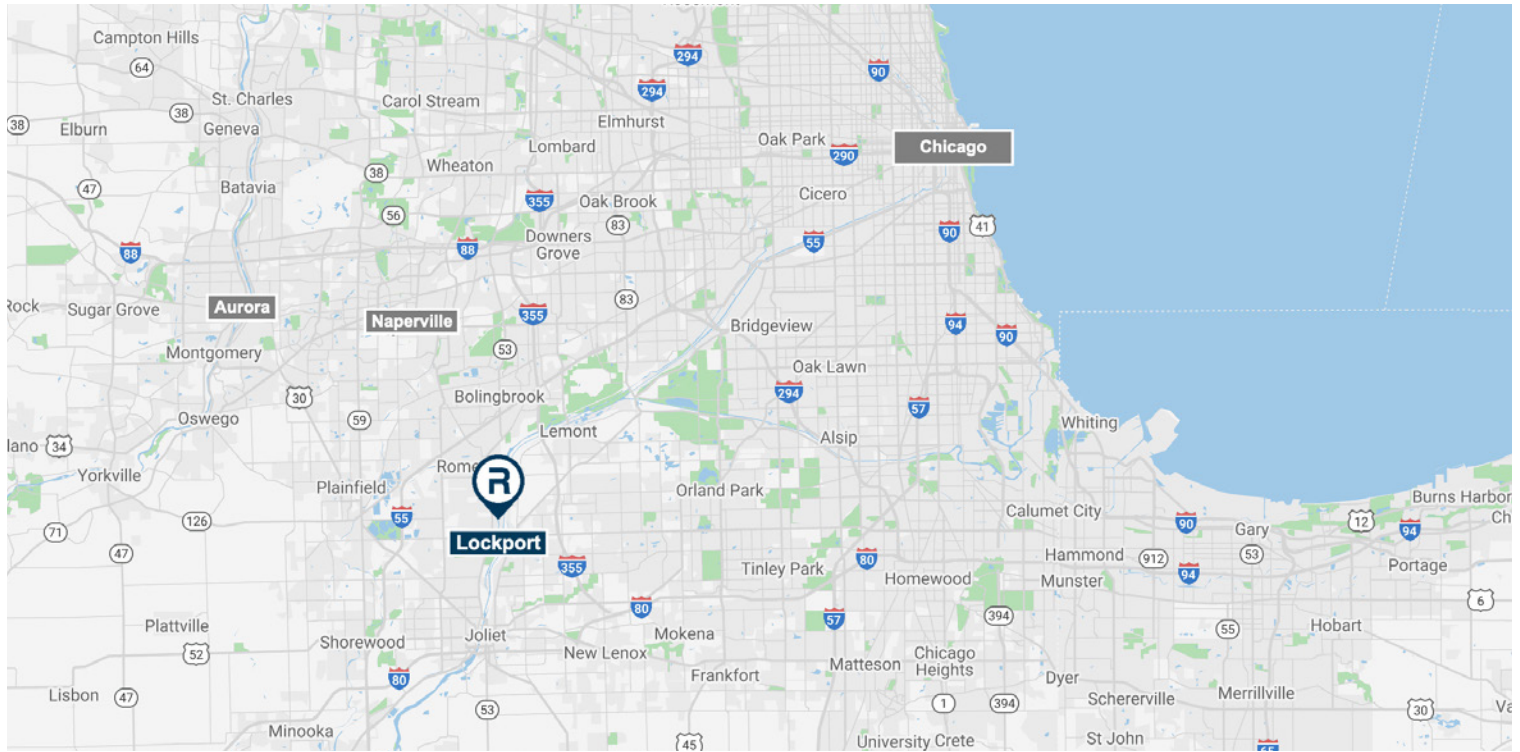 Campton Hills
294
64
90
St. Charles
Carol Stream
294
38
38
Elburn
Geneva
Elmhurst
Oak Park
Chicago
Lombard
290
Wheaton
38
47
Batavia
355
Oak Brook
Cicero
56
83
41
90
Downers
Grove
55
88
88
Rock
Sugar Grove
Aurora
83
Naperville
355
Bridgeview
94
90
Montgomery
53
Oak Lawn
30
Bolingbrook
294
57
Oswego
59
Whiting
Lemont
Alsip
lano
34
Rome
R
Yorkville
Plainfield
Orland Park
Burns Harbor
55
Calumet City
126
90
12
Ch
71
Gary
94
Lockport
47
Hammond
912
53
Portage
355
Tinley Park
80
Homewood
Munster
94
6
80
57
394
Plattville
55
Hobart
Shorewood
Joliet
Mokena
52
New Lenox
Chicago
Heights
Matteson
80
Frankfort
Dyer
Lisbon
47
Schererville
Merrillville
53
1
394
30
Va
Minooka
45
University Crete
St John
65